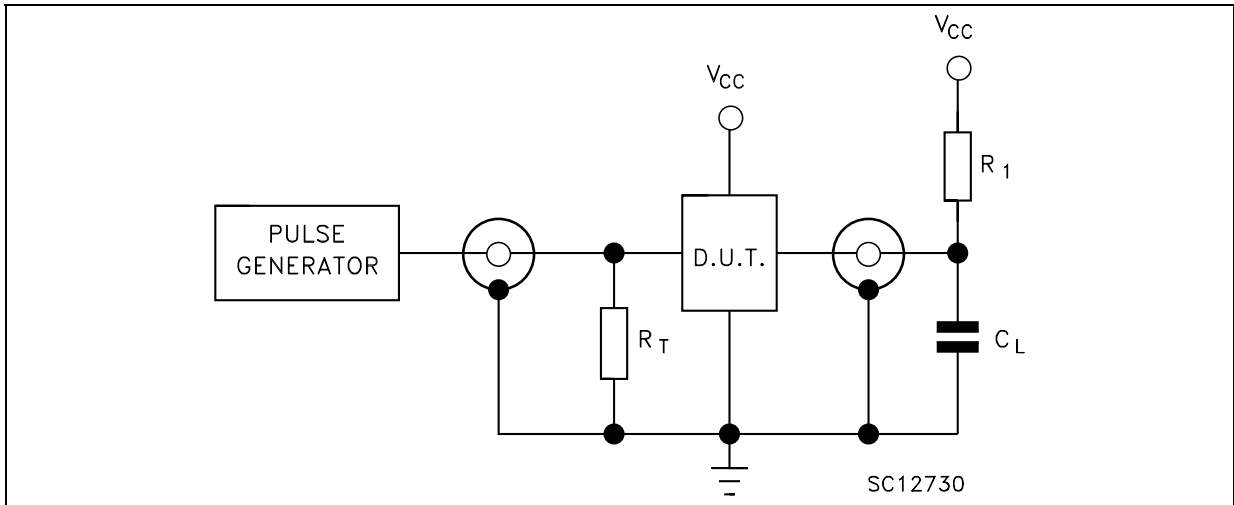 VCC
VCC
R1
PULSE
GENERATOR
D.U.T.
RT
CL
SC12730